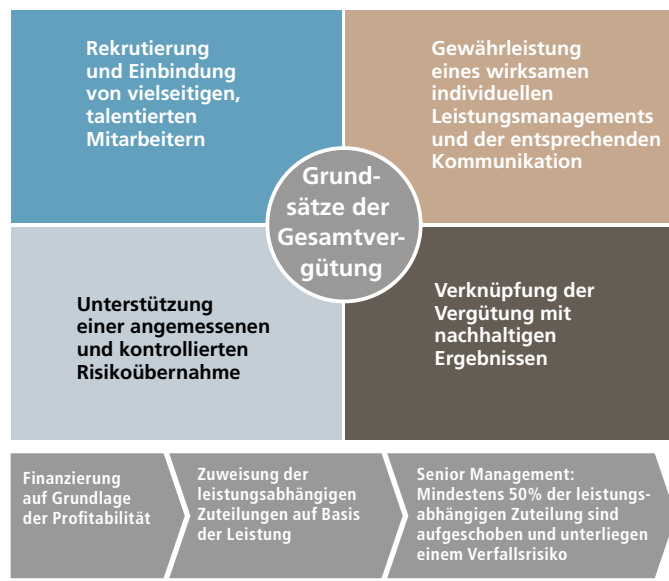 Rekrutierung
und Einbindung
von vielseitigen,
talentierten
Mitarbeitern
Gewährleistung
eines wirksamen
individuellen
Leistungsmanagements
und der entsprechenden
Kommunikation
Grund-
sätze der
Gesamtver-
gütung
Unterstützung
einer angemessenen
und kontrollierten
Risikoübernahme
Verknüpfung der
Vergütung mit
nachhaltigen
Ergebnissen
Finanzierung
auf Grundlage
der Profitabilität
Zuweisung der
leistungsabhängigen
Zuteilungen auf Basis
der Leistung
Senior Management:
Mindestens 50% der leistungs-
abhängigen Zuteilung sind
aufgeschoben und unterliegen
einem Verfallsrisiko